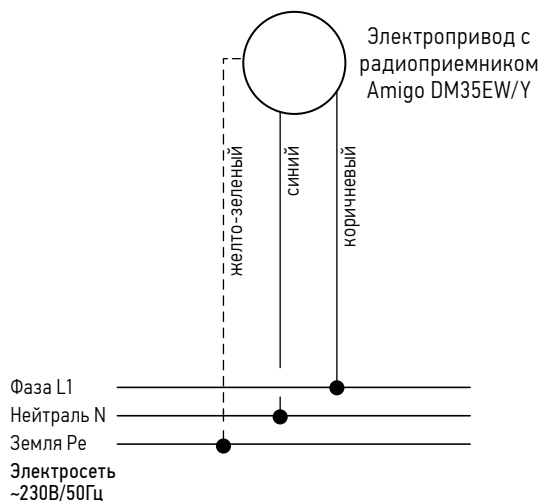 Электропривод с
радиоприемником
Amigo DM35EW/Y
желто-зеленый
синий
коричневый
Фаза L1
Нейтраль N
Земля Pe
Электросеть
~230В/50Гц